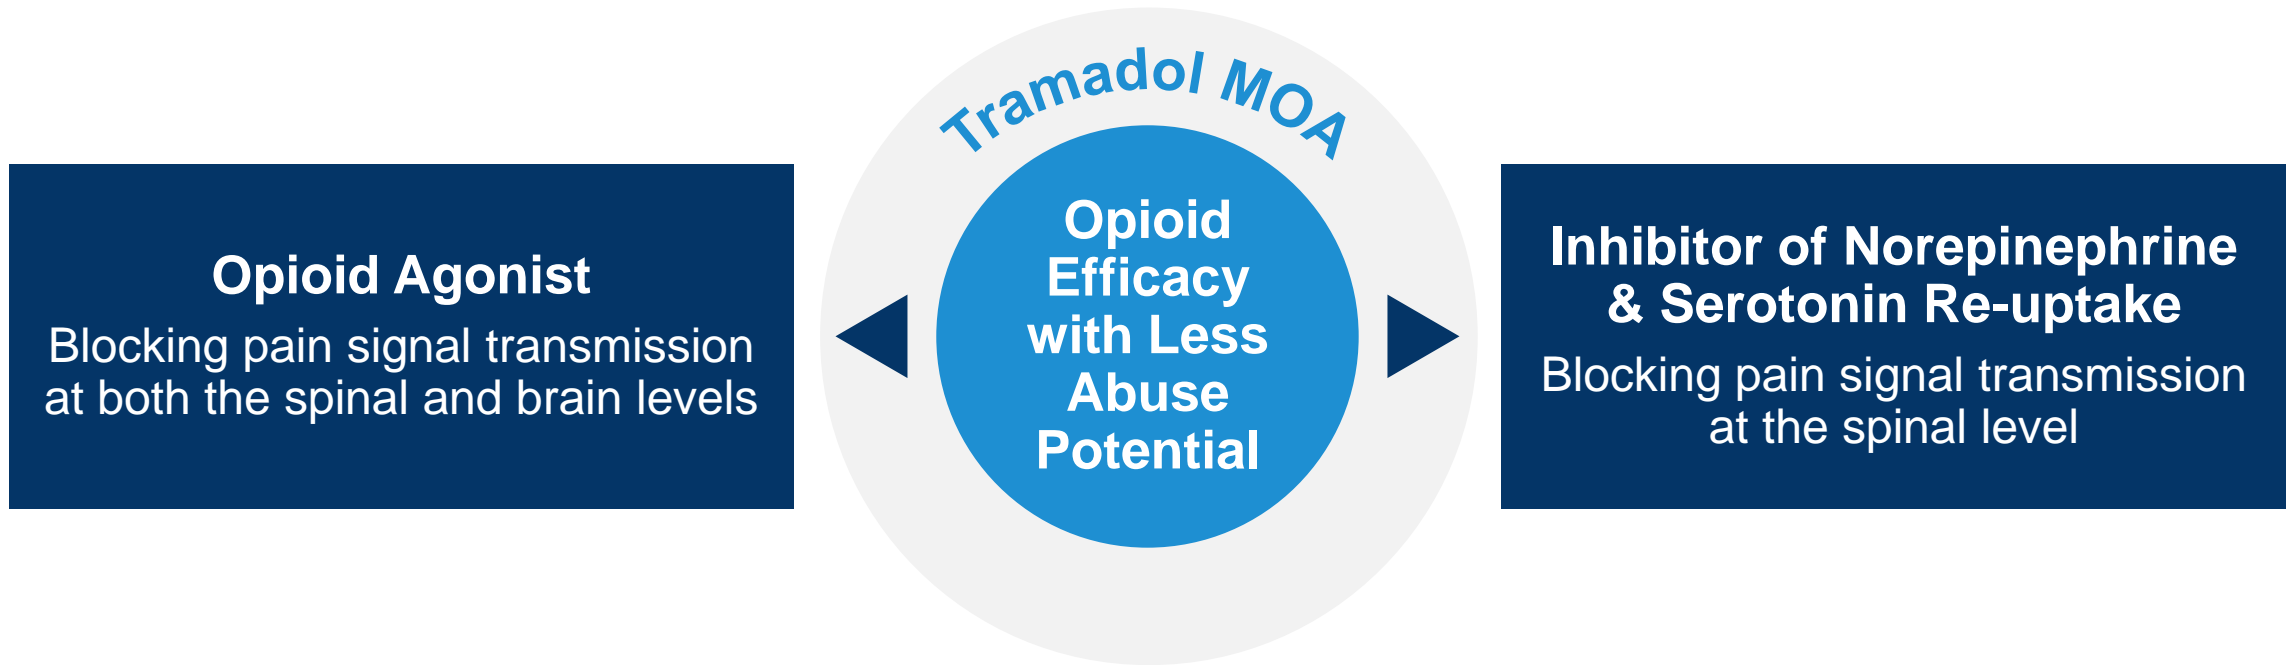 Tramadol MOA
Opioid Agonist
Blocking pain signal transmission
at both the spinal and brain levels
Opioid
Efficacy
with Less
Abuse
Potential
Inhibitor of Norepinephrine
& Serotonin Re-uptake
Blocking pain signal transmission
at the spinal level